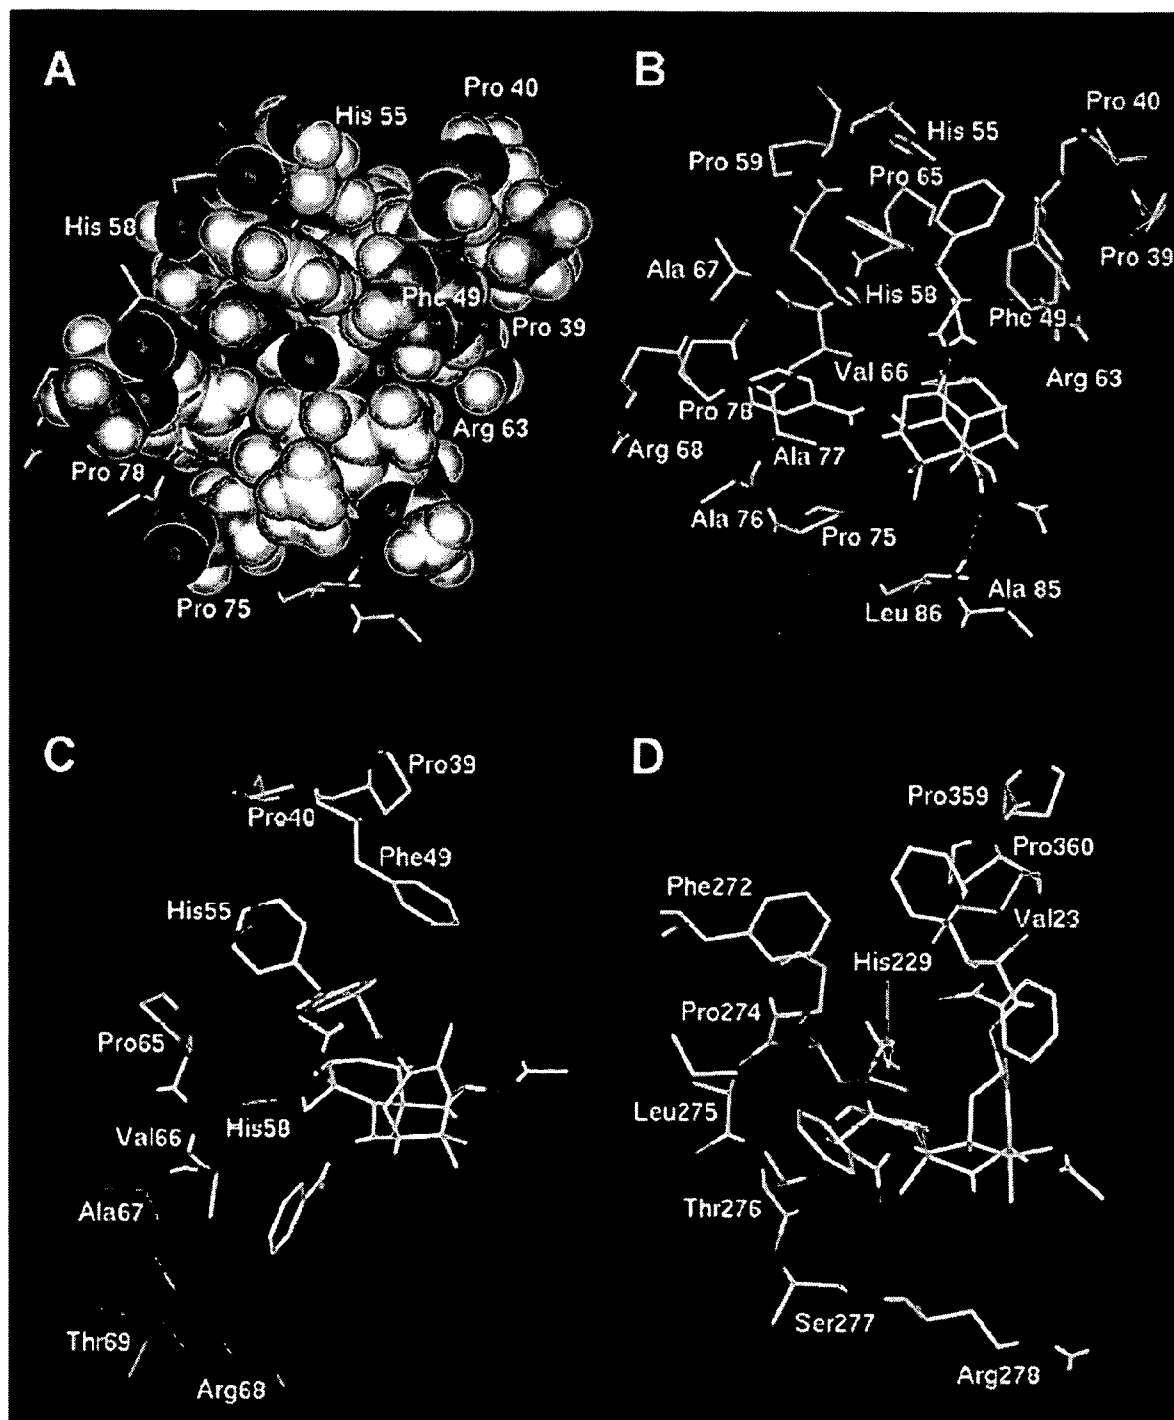 A
B
Pro 40
His 55
His 58
Phe 49
Pro 39
Arg 63
Pro 78
Pro 75
Pro 40
His 55
Pro 59
Pro 65
Pro 39
Ala 67
His 58
Phe 49
Val 66
Arg 63
Pro 78
Arg 68
Ala 77
Ala 76
Pro 75
Ala 85
Leu 86
C
D
Pro39
Pro40
Phe49
His55
Pro65
His58
Val66
Ala67
Thr69
Arg68
Pro359
Pro360
Phe272
Val23
His229
Pro274
Leu275
Thr276
Ser277
Arg278